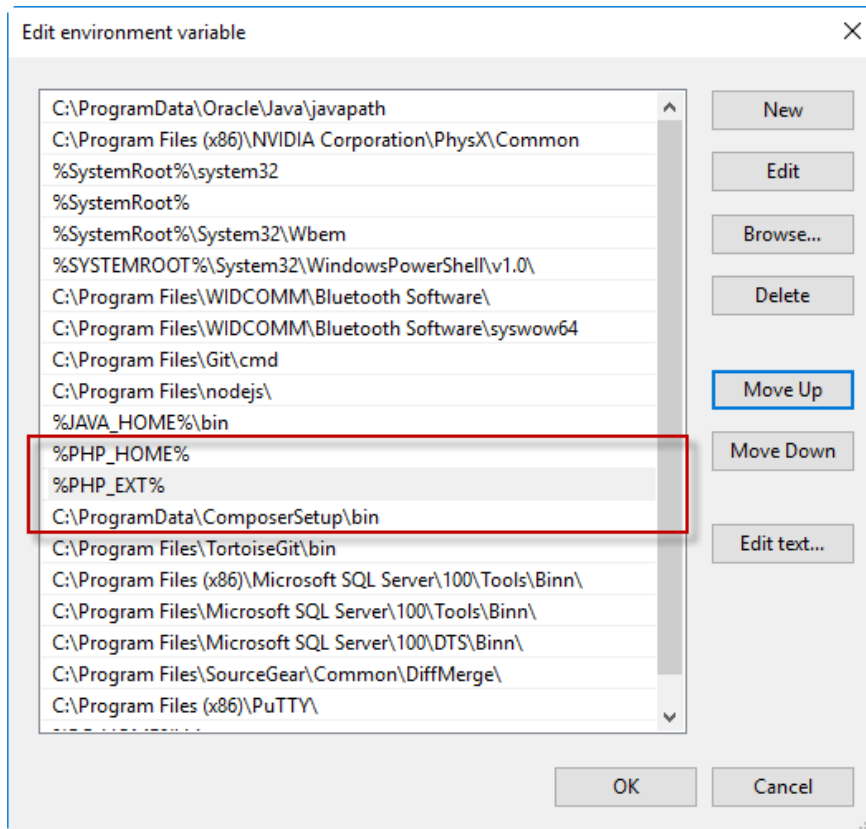 Edit environment variable
C:\ProgramData\Oracle\Java\javapath
C:\Program Files (x86)\NVIDIA Corporation\PhysX\Common
%SystemRoot%\system32
%SystemRoot%
%SystemRoot%\System32\Wbem
%SYSTEMROOT%\System32\WindowsPowerShell\v1.0\
C:\Program Files\WIDCOMM\Bluetooth Software\
C:\Program Files\WIDCOMM\Bluetooth Software\syswow64
C:\Program Files\Git\cmd
C:\Program Files\nodejs\
%JAVA_HOME%\bin
%PHP_HOME%
%PHP_EXT%
C:\ProgramData\ComposerSetup\bin
C:\Program Files\TortoiseGit\bin
C:\Program Files (x86)\Microsoft SQL Server\100\Tools\Binn\
C:\Program Files\Microsoft SQL Server\100\Tools\Binn\
C:\Program Files\Microsoft SQL Server\100\DTS\Binn\
C:\Program Files\SourceGear\Common\DiffMerge\
C:\Program Files (x86)\PuTTY\
New
Edit
Browse...
Delete
Move Up
Move Down
Edit text...
OK
Cancel